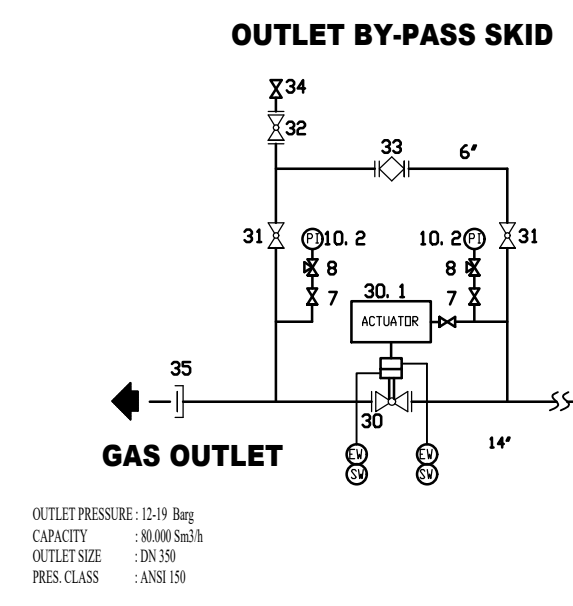 OUTLET BY-PASS SKID
34
32
33
6"
31
PI 10. 2
10. 2 PI
31
8
8
7
30. 1
7
ACTUATOR
35
30
GAS OUTLET
14"
EW
EW
SW
SW
OUTLET PRESSURE : 12-19 Barg
CAPACITY : 80.000 Sm3/h
OUTLET SIZE : DN 350
PRES. CLASS : ANSI 150